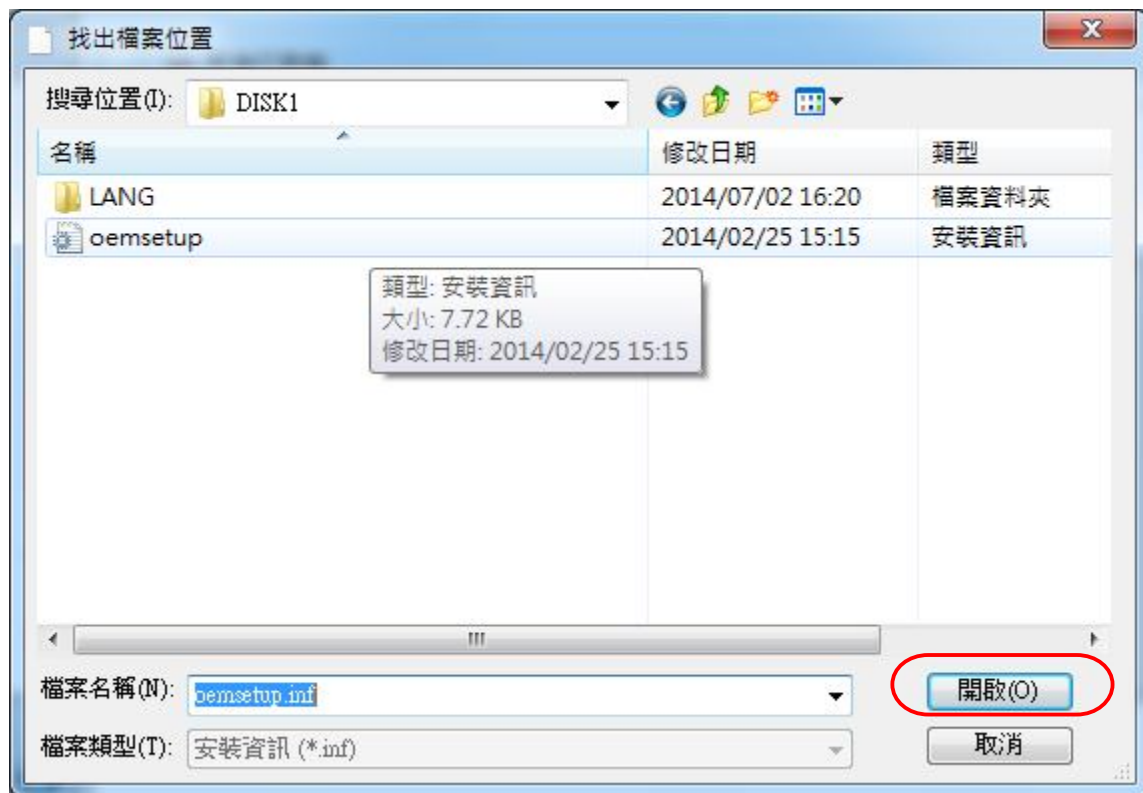 找出檔案位置
搜尋位置(I): DISK1
名稱 修改日期 類型
LANG 2014/07/02 16:20 檔案資料夾
oemsetup 2014/02/25 15:15 安裝資訊
類型: 安裝資訊
大小: 7.72 KB
修改日期: 2014/02/25 15:15
檔案名稱(N): oemsetup.inf 開啟(O)
檔案類型(T): 安裝資訊 (*.inf) 取消